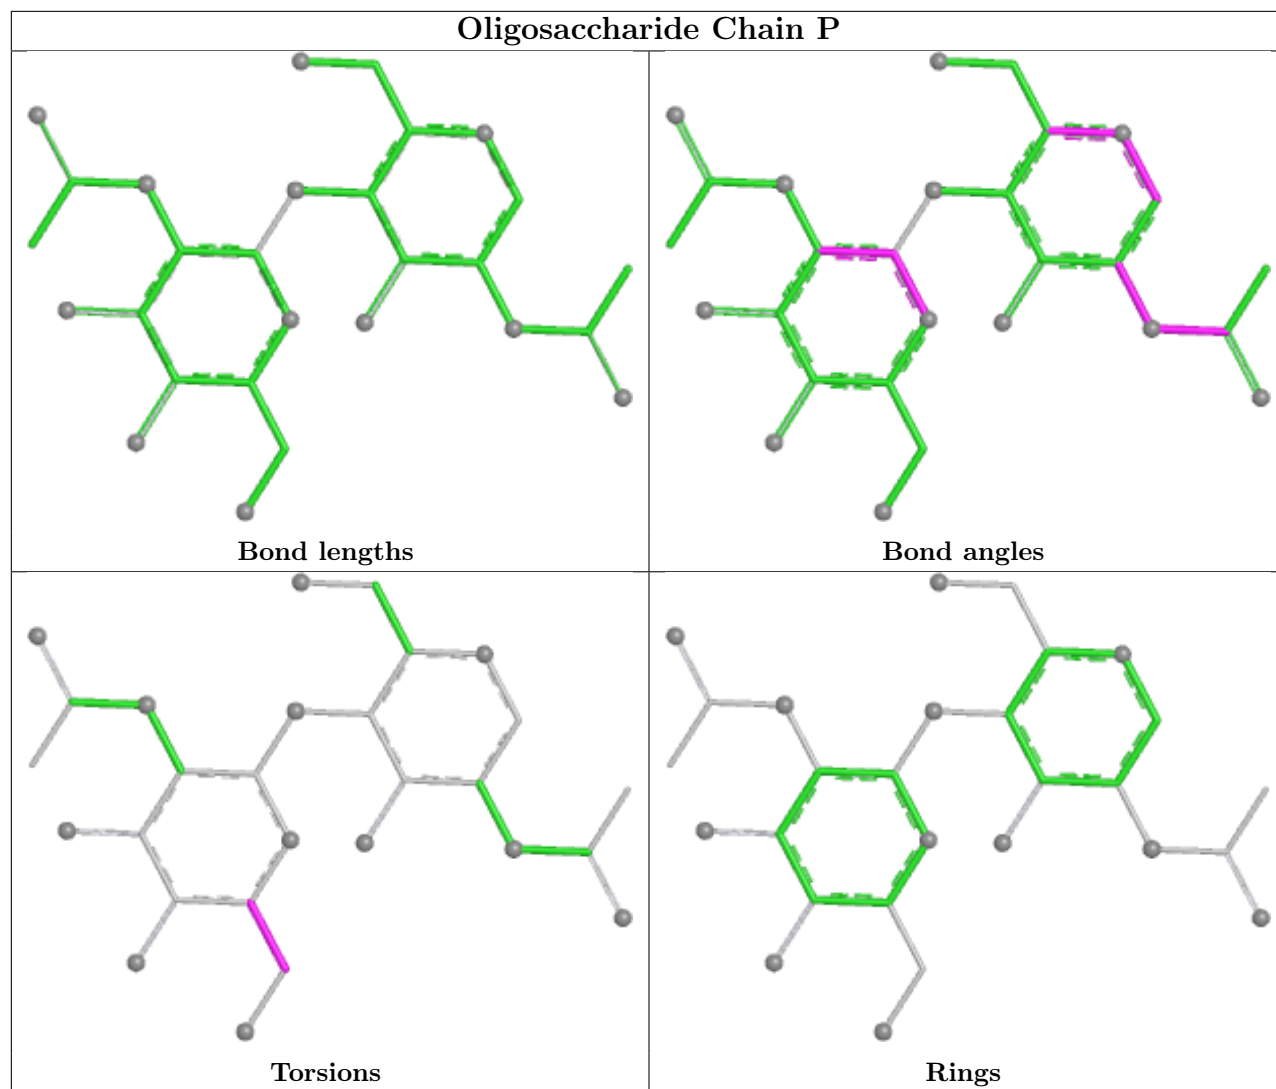 Oligosaccharide Chain P
Bond lengths
Bond angles
Torsions
Rings